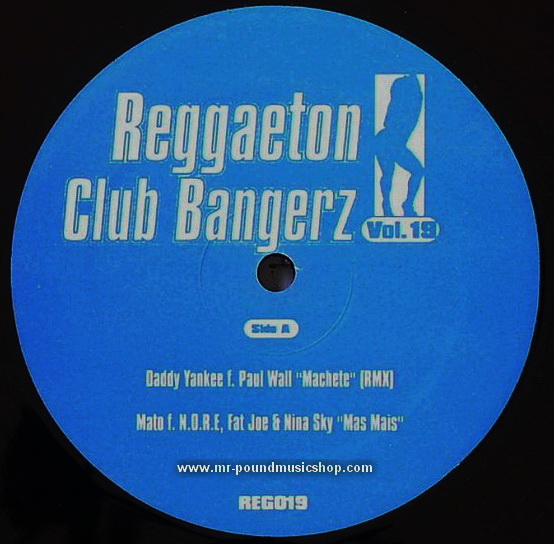 Reggaeton
Club Bangerz
Vol.19
Side A
Daddy Yankee f. Paul Wall "Machete" (RMX)
Mato f. N.O.R.E, Fat Joe & Nina Sky "Mas Mais"
www.mr-poundmusicshop.com
REG019